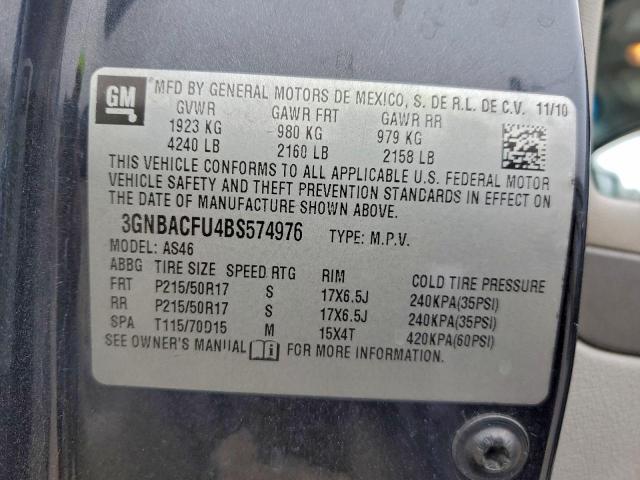 GM
MFD BY GENERAL MOTORS DE MEXICO, S. DE R.L. DE C.V. 11/10
GVWR GAWR FRT GAWR RR
1923 KG 980 KG 979 KG
4240 LB 2160 LB 2158 LB
THIS VEHICLE CONFORMS TO ALL APPLICABLE U.S. FEDERAL MOTOR
VEHICLE SAFETY AND THEFT PREVENTION STANDARDS IN EFFECT ON
THE DATE OF MANUFACTURE SHOWN ABOVE.
3GNBACFU4BS574976 TYPE: M.P.V.
MODEL: AS46
ABBG TIRE SIZE SPEED RTG RIM COLD TIRE PRESSURE
FRT P215/50R17 S 17X6.5J 240KPA(35PSI)
RR P215/50R17 S 17X6.5J 240KPA(35PSI)
SPA T115/70D15 M 15X4T 420KPA(60PSI)
SEE OWNER'S MANUAL FOR MORE INFORMATION.